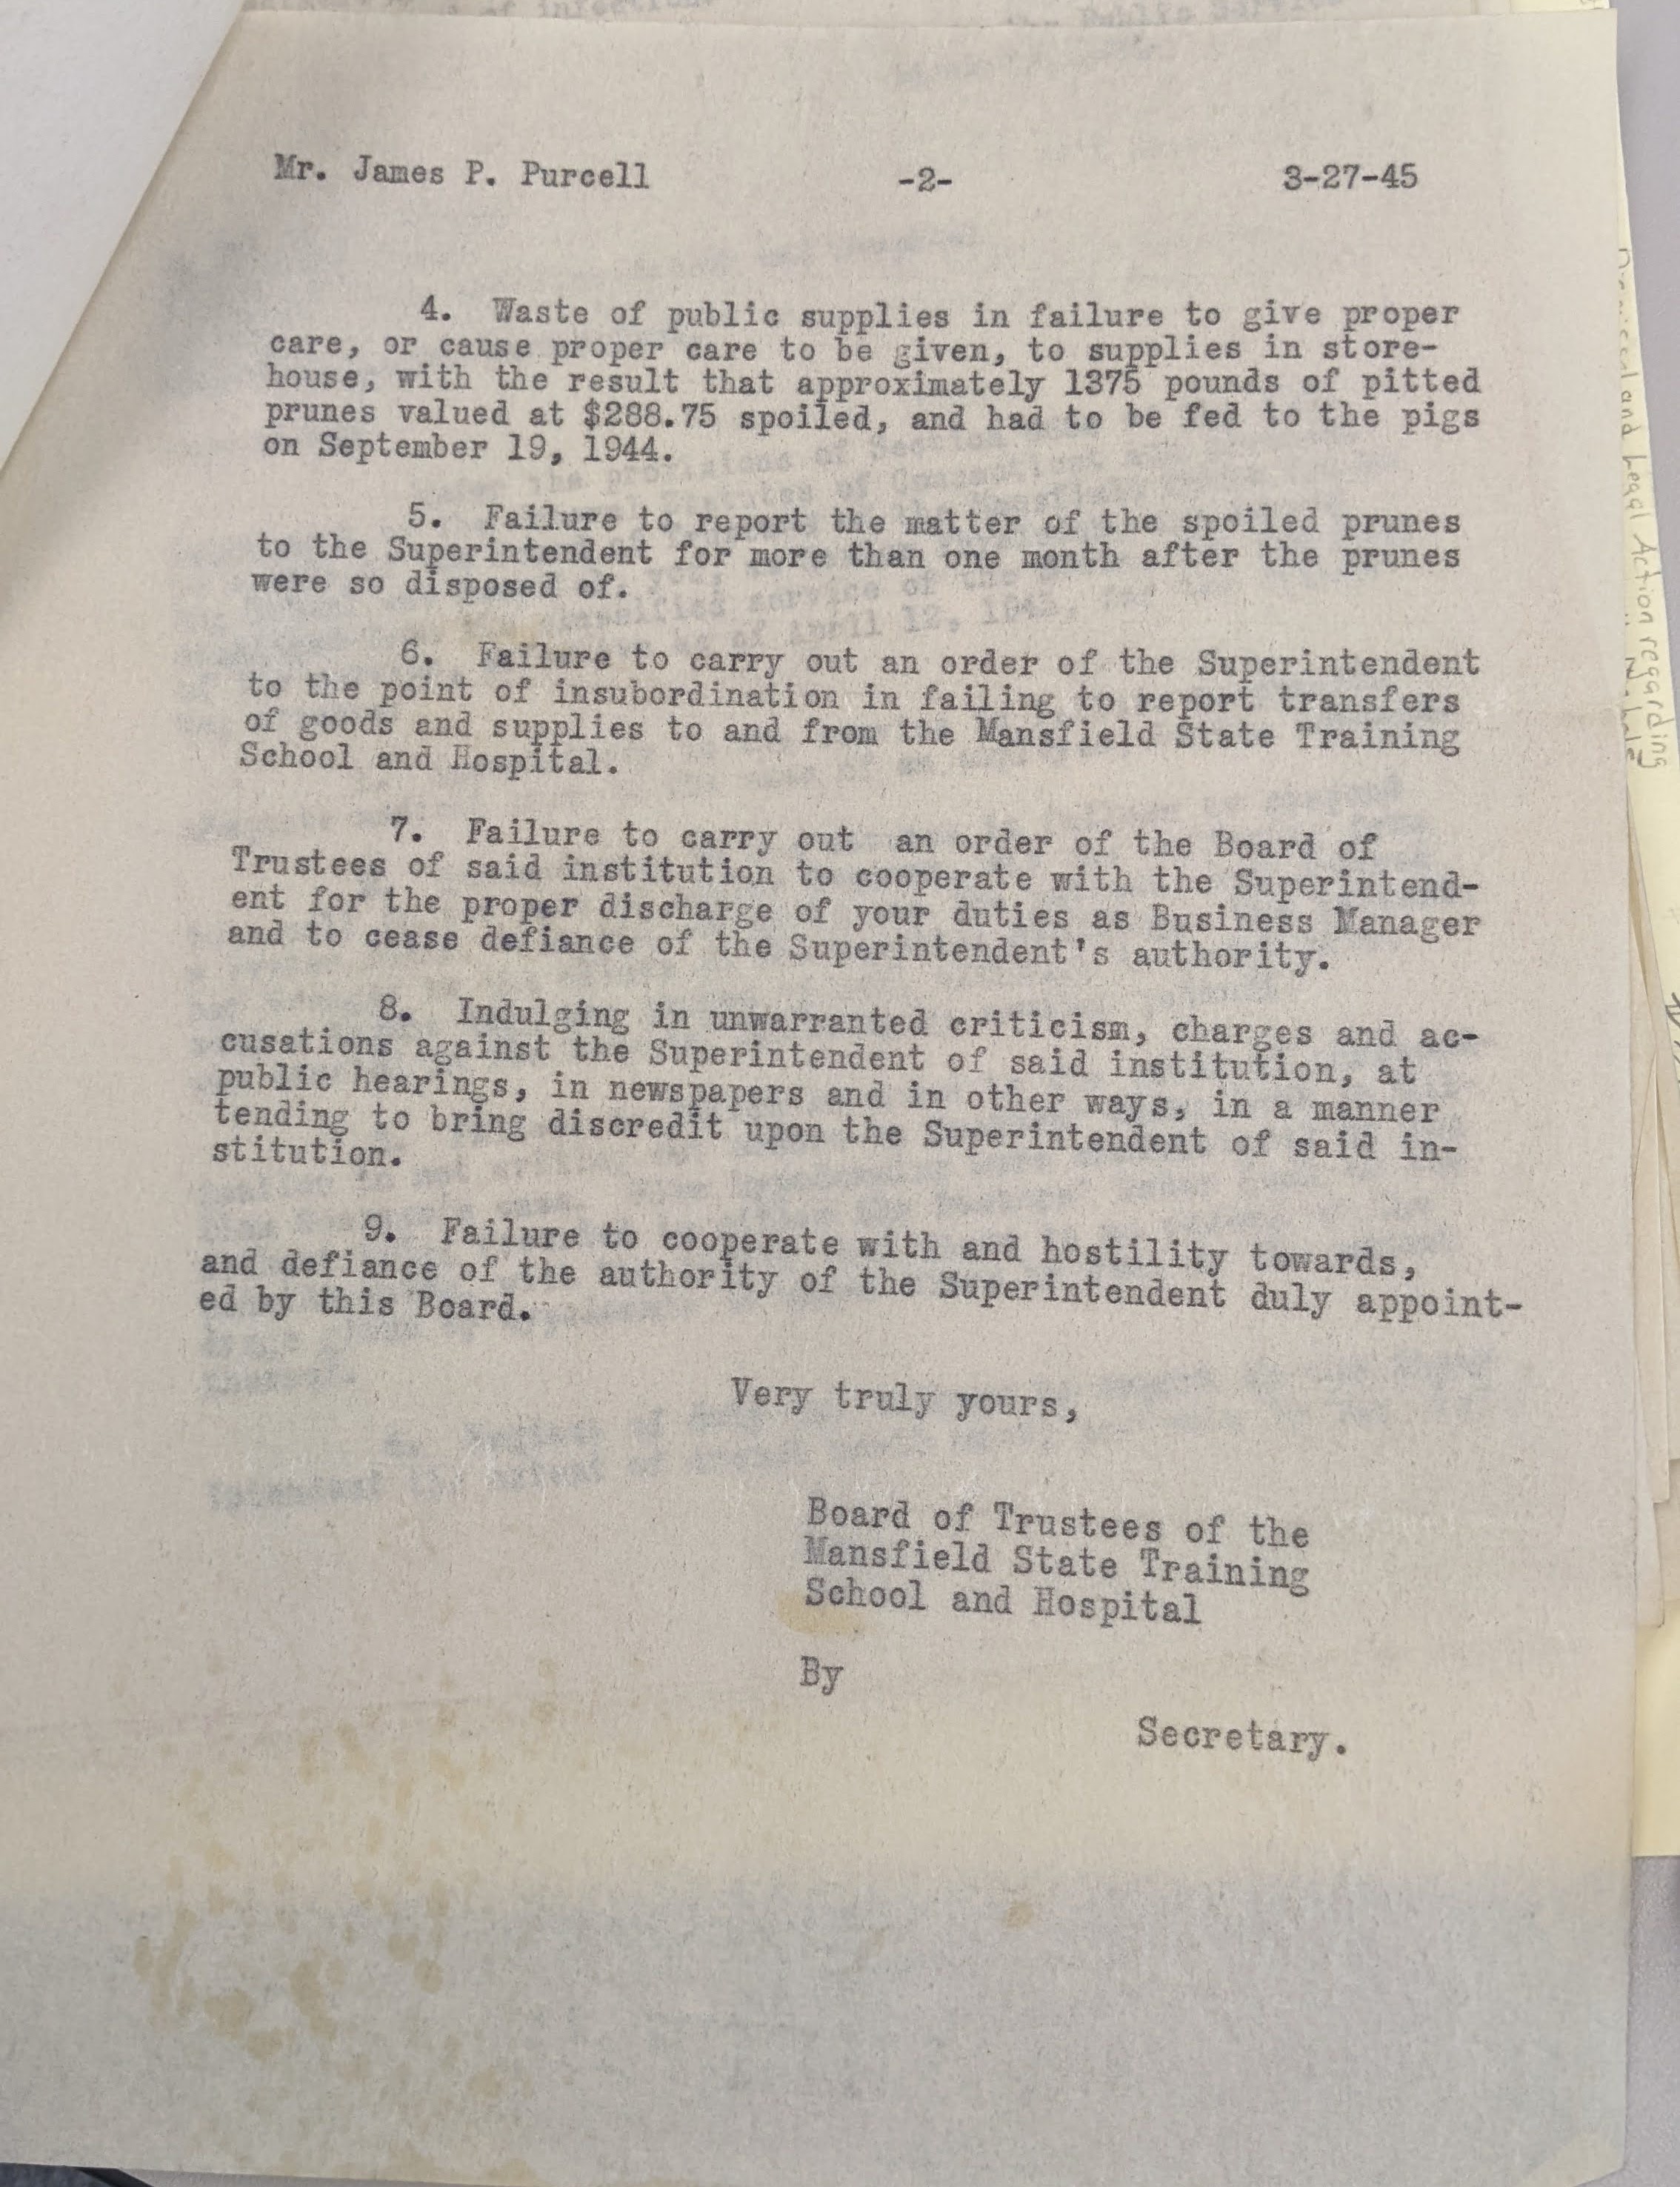 Mr. James P. Purcell -2- 3-27-45
4. Waste of public supplies in failure to give proper
care, or cause proper care to be given, to supplies in store-
house, with the result that approximately 1375 pounds of pitted
prunes valued at $288.75 spoiled, and had to be fed to the pigs
on September 19, 1944.
5. Failure to report the matter of the spoiled prunes
to the Superintendent for more than one month after the prunes
were so disposed of.
6. Failure to carry out an order of the Superintendent
to the point of insubordination in failing to report transfers
of goods and supplies to and from the Mansfield State Training
School and Hospital.
7. Failure to carry out an order of the Board of
Trustees of said institution to cooperate with the Superintend-
ent for the proper discharge of your duties as Business Manager
and to cease defiance of the Superintendent's authority.
8. Indulging in unwarranted criticism, charges and ac-
cusations against the Superintendent of said institution, at
public hearings, in newspapers and in other ways, in a manner
tending to bring discredit upon the Superintendent of said in-
stitution.
9. Failure to cooperate with and hostility towards,
and defiance of the authority of the Superintendent duly appoint-
ed by this Board.
Very truly yours,
Board of Trustees of the
Mansfield State Training
School and Hospital
By
Secretary.
and Legal Action regarding